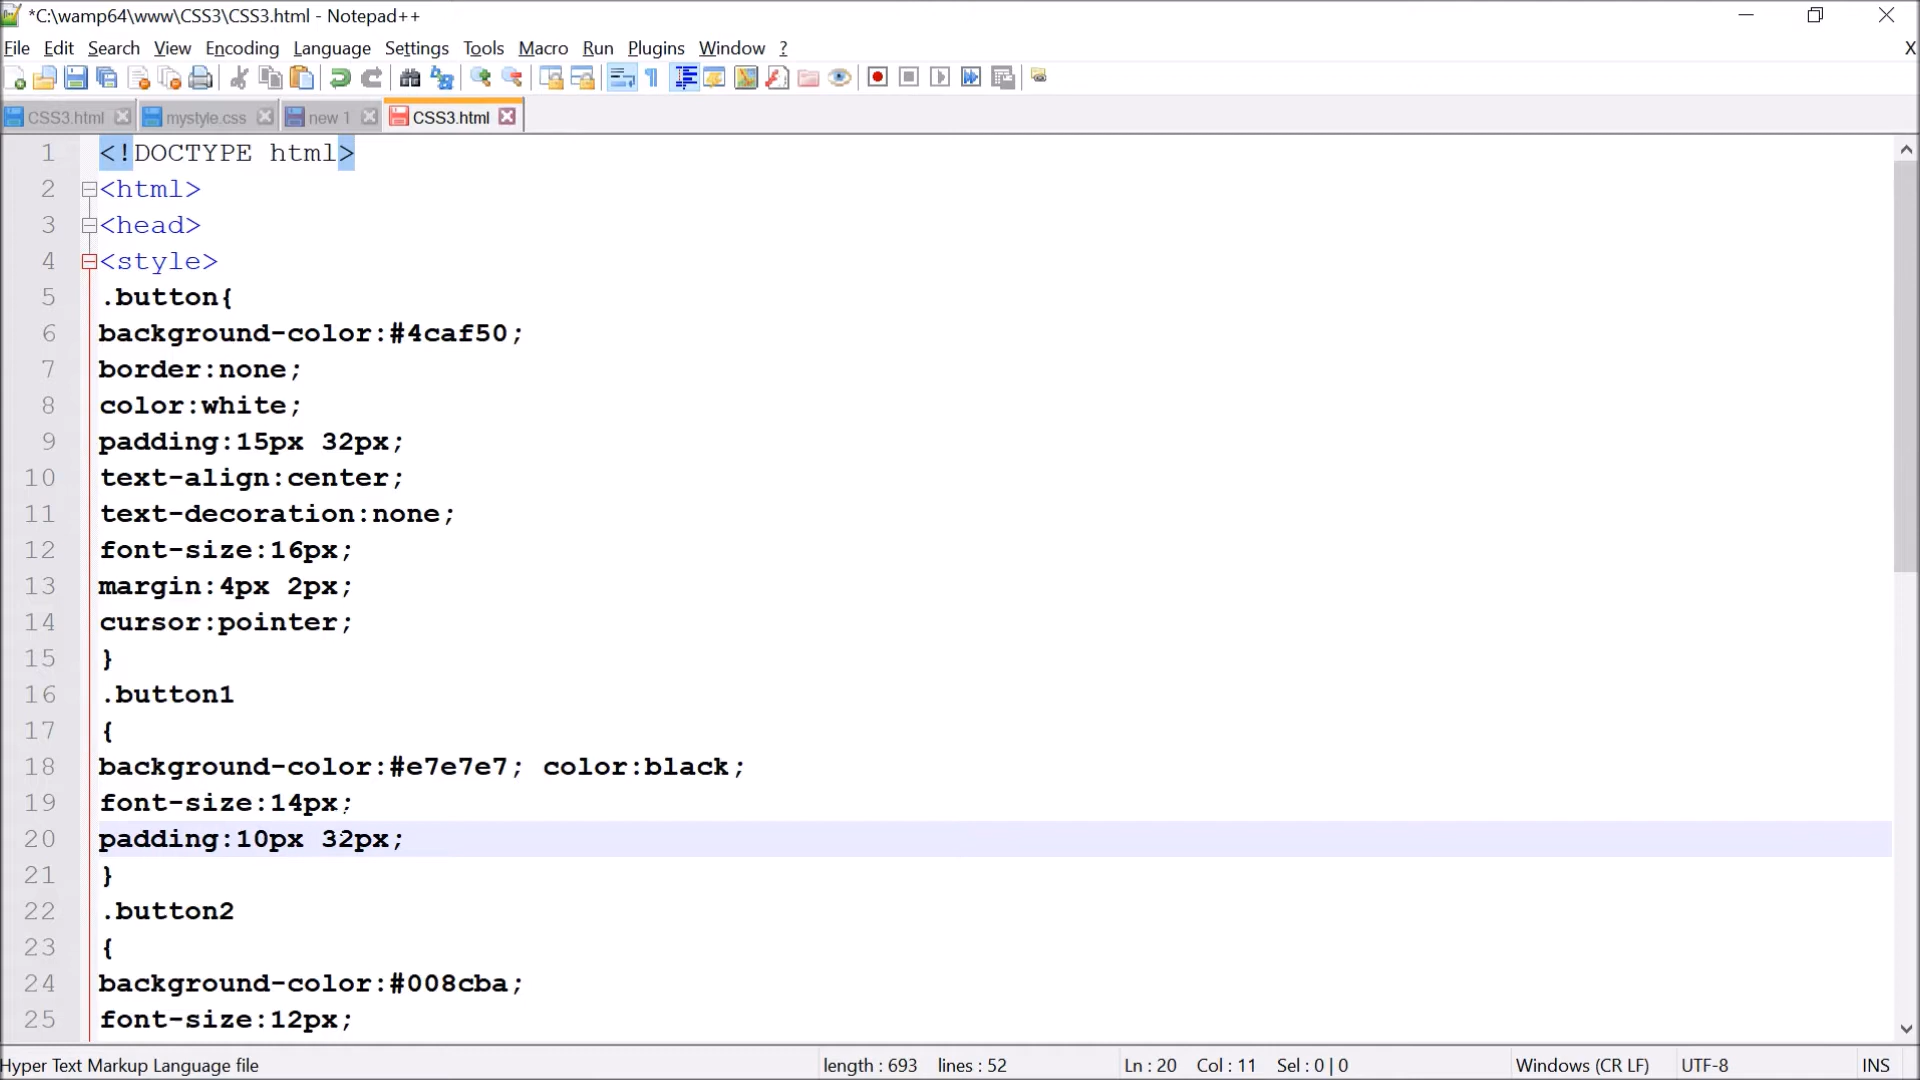 *C:\wamp64\www\CSS3\CSS3.html - Notepad++
File Edit Search View Encoding Language Settings Tools Macro Run Plugins Window ? X
CSS3.html mystyle.css new 1 CSS3.html
1 <!DOCTYPE html>
2 <html>
3 <head>
4 <style>
5 .button{
6 background-color:#4caf50;
7 border:none;
8 color:white;
9 padding:15px 32px;
10 text-align:center;
11 text-decoration:none;
12 font-size:16px;
13 margin:4px 2px;
14 cursor:pointer;
15 }
16 .button1
17 {
18 background-color:#e7e7e7; color:black;
19 font-size:14px;
20 padding:10px 32px;
21 }
22 .button2
23 {
24 background-color:#008cba;
25 font-size:12px;
Hyper Text Markup Language file length : 693 lines : 52 Ln : 20 Col : 11 Sel : 0 | 0 Windows (CR LF) UTF-8 INS